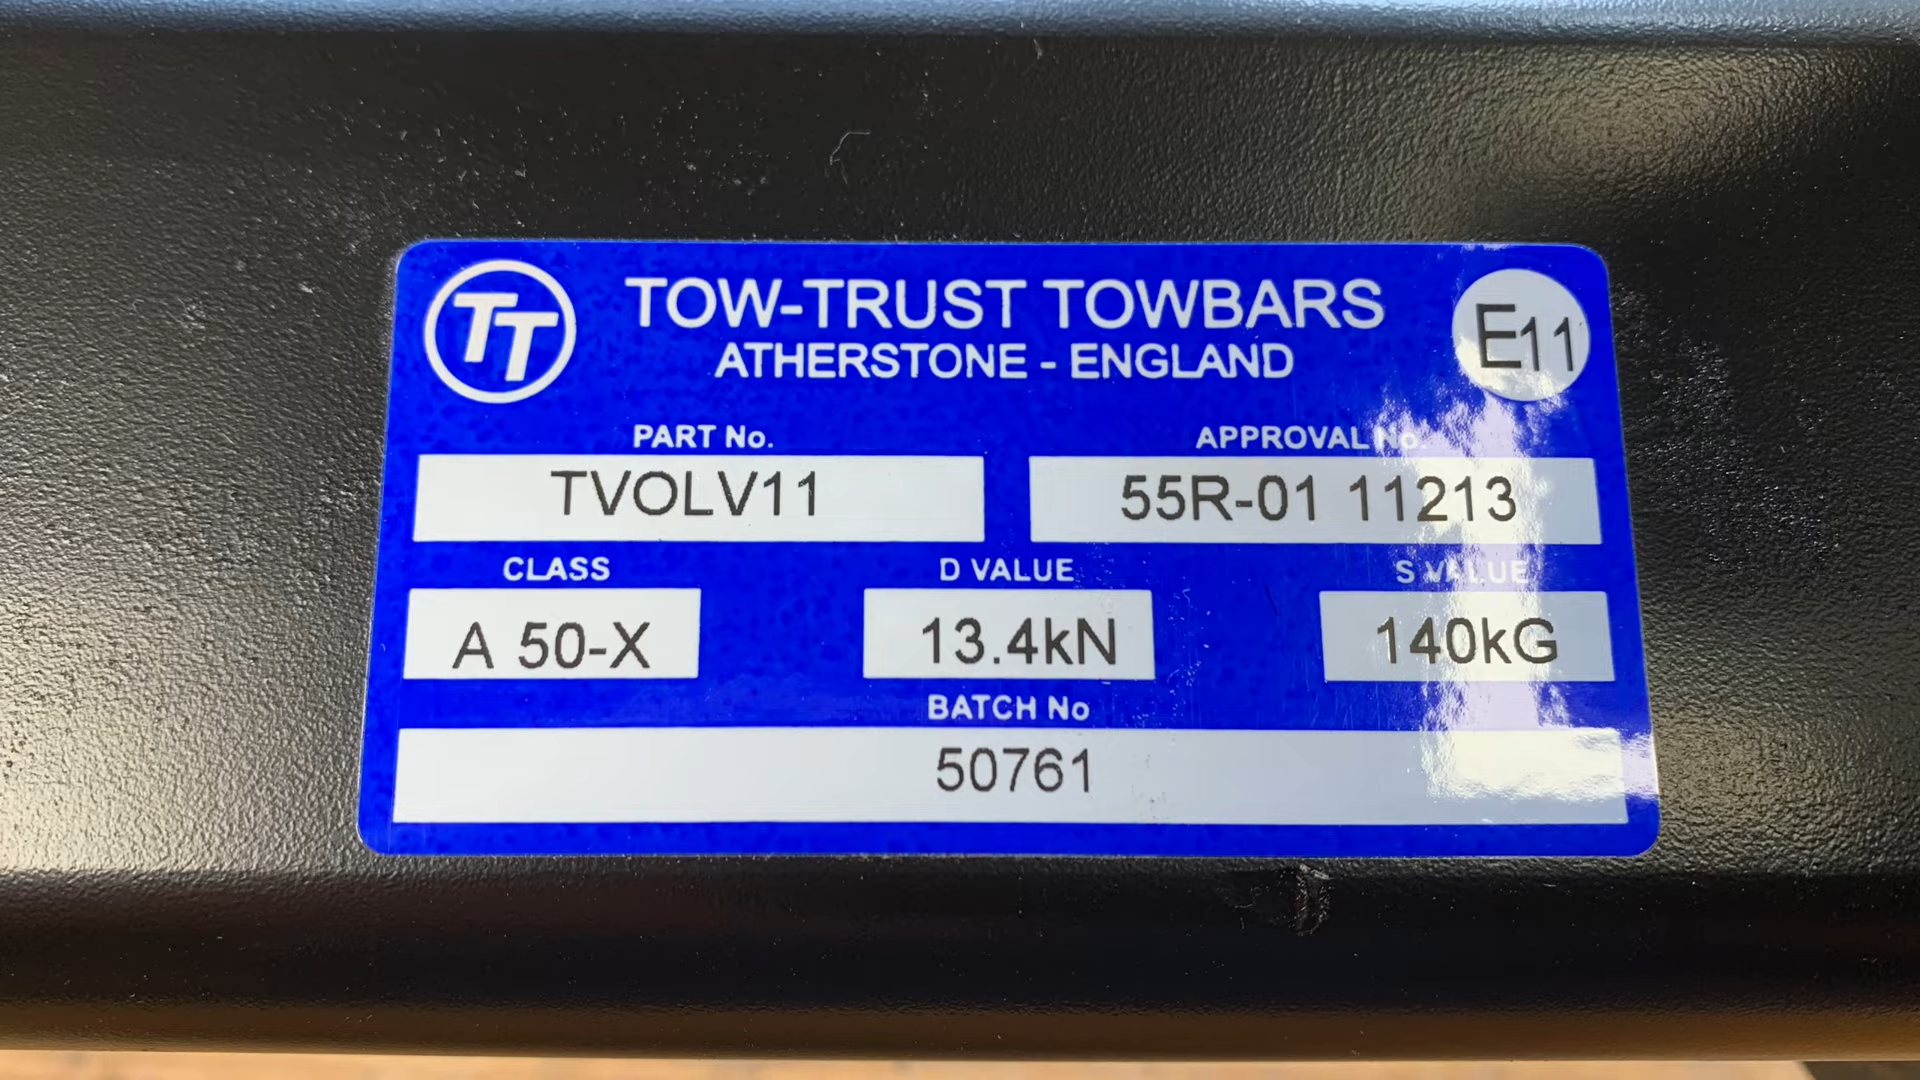 TT
TOW-TRUST TOWBARS
ATHERSTONE - ENGLAND
E11
PART No.
APPROVAL No.
TVOLV11
55R-01 11213
CLASS
D VALUE
S VALUE
A 50-X
13.4kN
140kG
BATCH No
50761